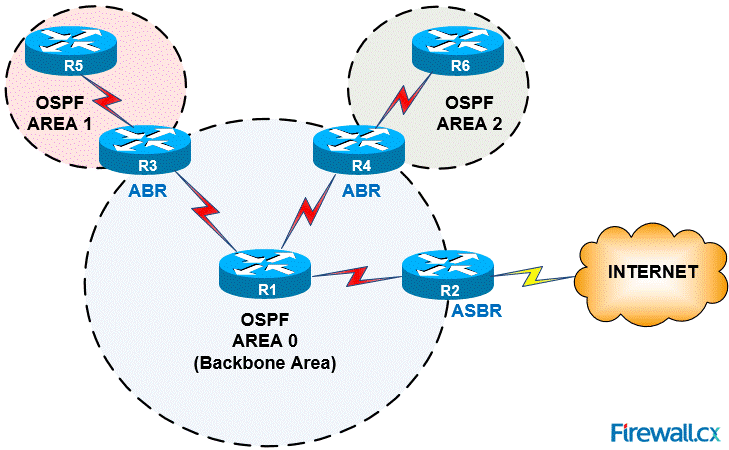 R5
OSPF
AREA 1
R6
OSPF
AREA 2
R3
ABR
R4
ABR
R1
OSPF
AREA 0
(Backbone Area)
R2
ASBR
INTERNET
Firewall.cx